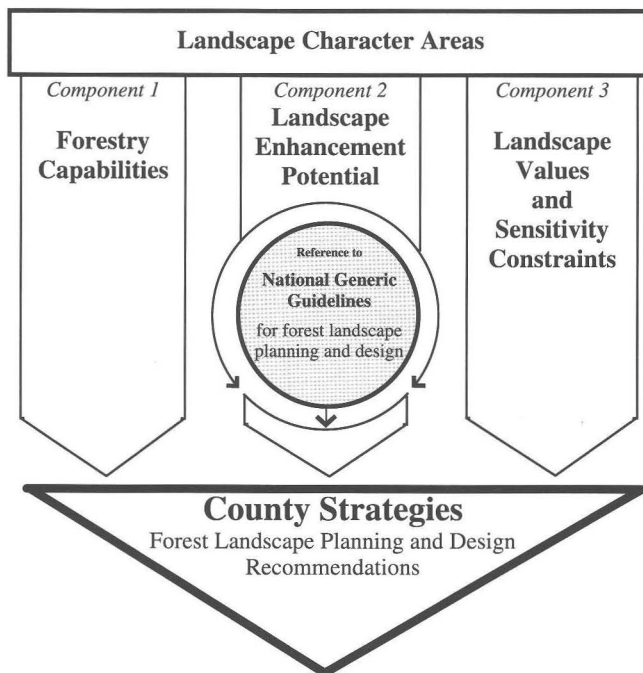 Landscape Character Areas
Component 1
Forestry
Capabilities
Component 2
Landscape
Enhancement
Potential
Reference to
National Generic
Guidelines
for forest landscape
planning and design
Component 3
Landscape
Values
and
Sensitivity
Constraints
County Strategies
Forest Landscape Planning and Design
Recommendations